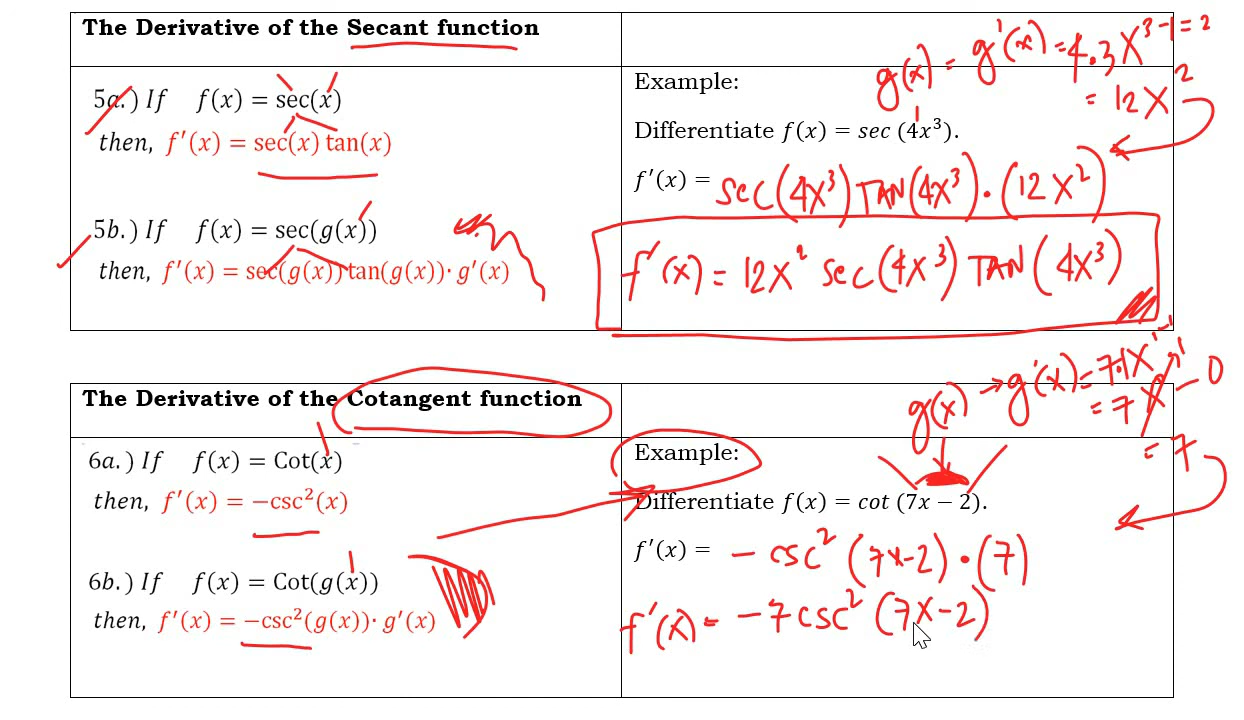 The Derivative of the Secant function
5a.) If f(x) = sec(x)
then, f′(x) = sec(x) tan(x)
5b.) If f(x) = sec(g(x))
then, f′(x) = sec(g(x)) tan(g(x))· g′(x)
g(x) = g'(x) = 4.3X³⁻¹⁼²
= 12X²
Example:
Differentiate f(x) = sec (4x³).
f′(x) = sec(4X³) TAN(4X³) · (12X²)
f'(x) = 12X² sec(4X³) TAN(4X³)
The Derivative of the Cotangent function
6a.) If f(x) = Cot(x)
then, f′(x) = −csc²(x)
6b.) If f(x) = Cot(g(x))
then, f′(x) = −csc²(g(x))· g′(x)
g(x) → g'(x) = 7.1X¹⁻¹
= 7X − 0
= 7
Example:
Differentiate f(x) = cot (7x − 2).
f′(x) = − csc² (7x-2) · (7)
f'(x) = -7 csc² (7X-2)